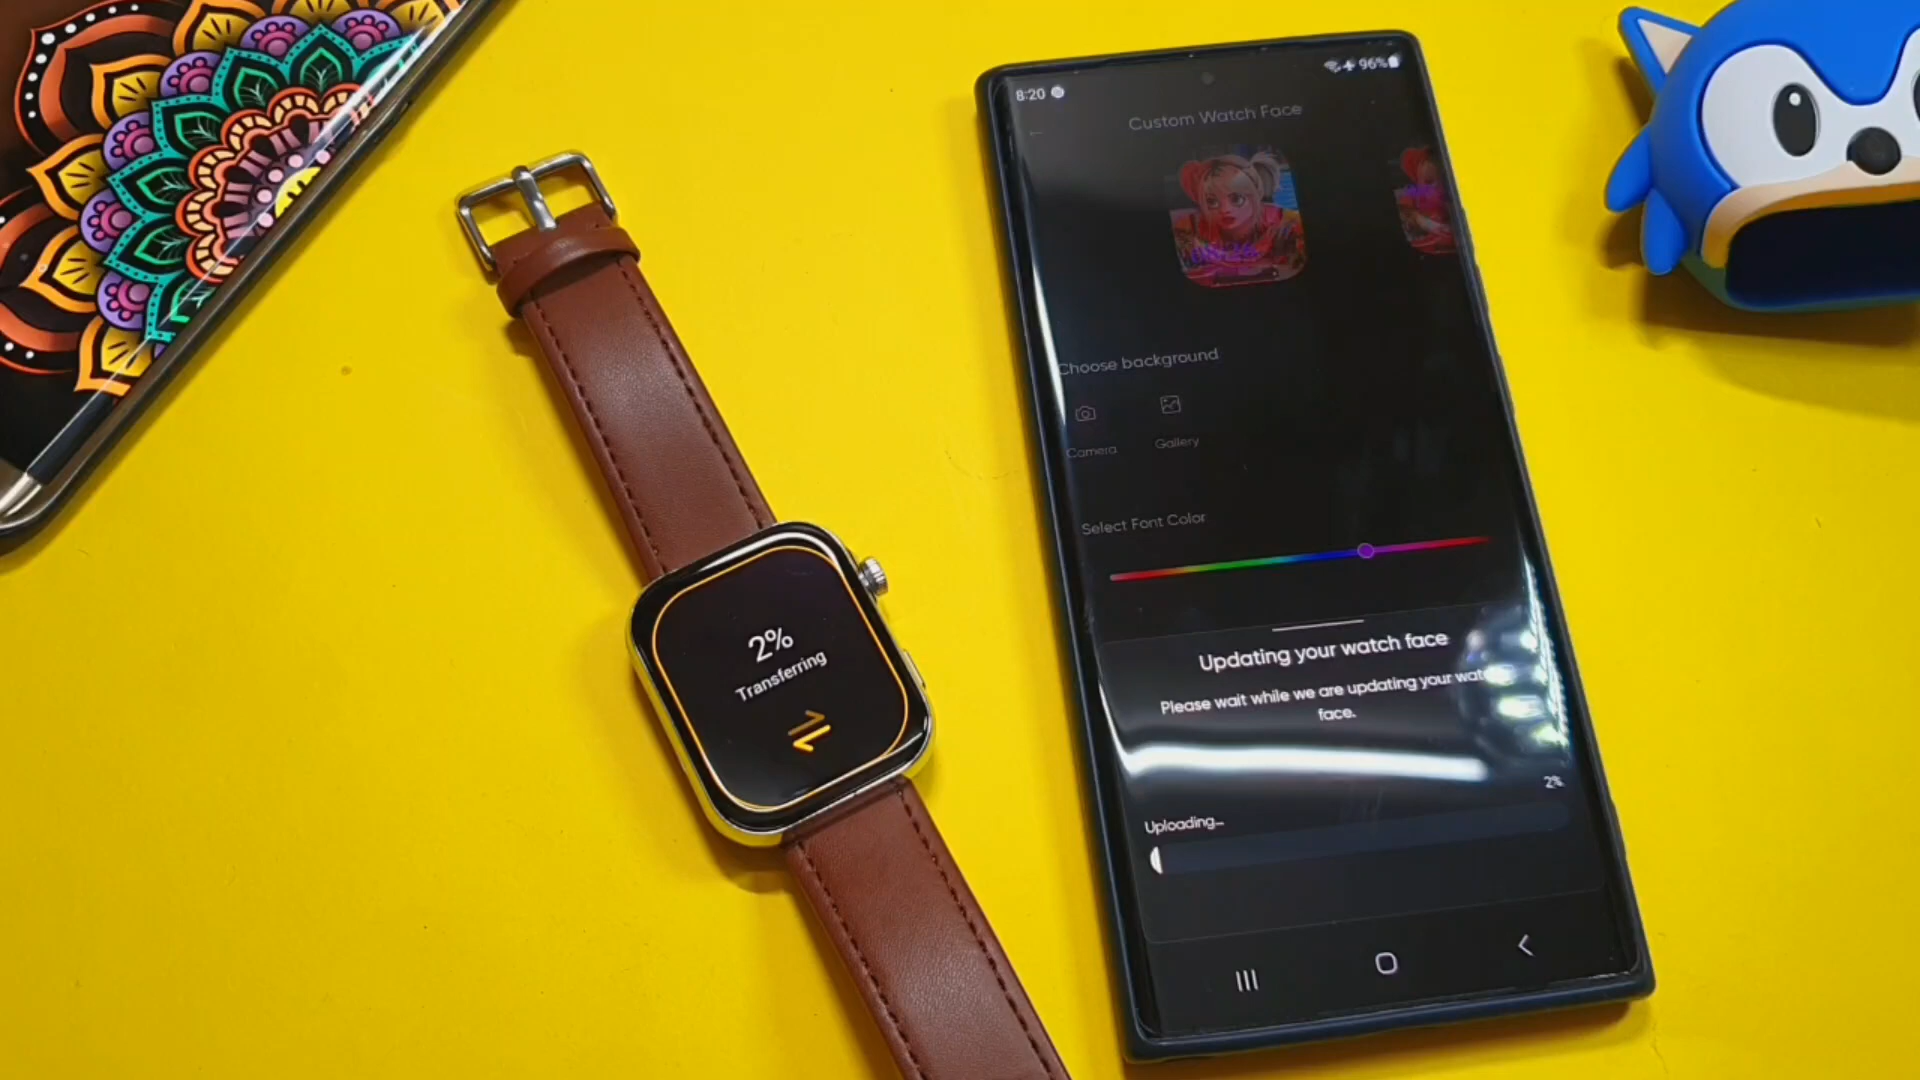 8:20
96%
Custom Watch Face
Choose background
Camera
Gallery
Select Font Color
2%
Transferring
Updating your watch face
Please wait while we are updating your
face.
2%
Uploading...